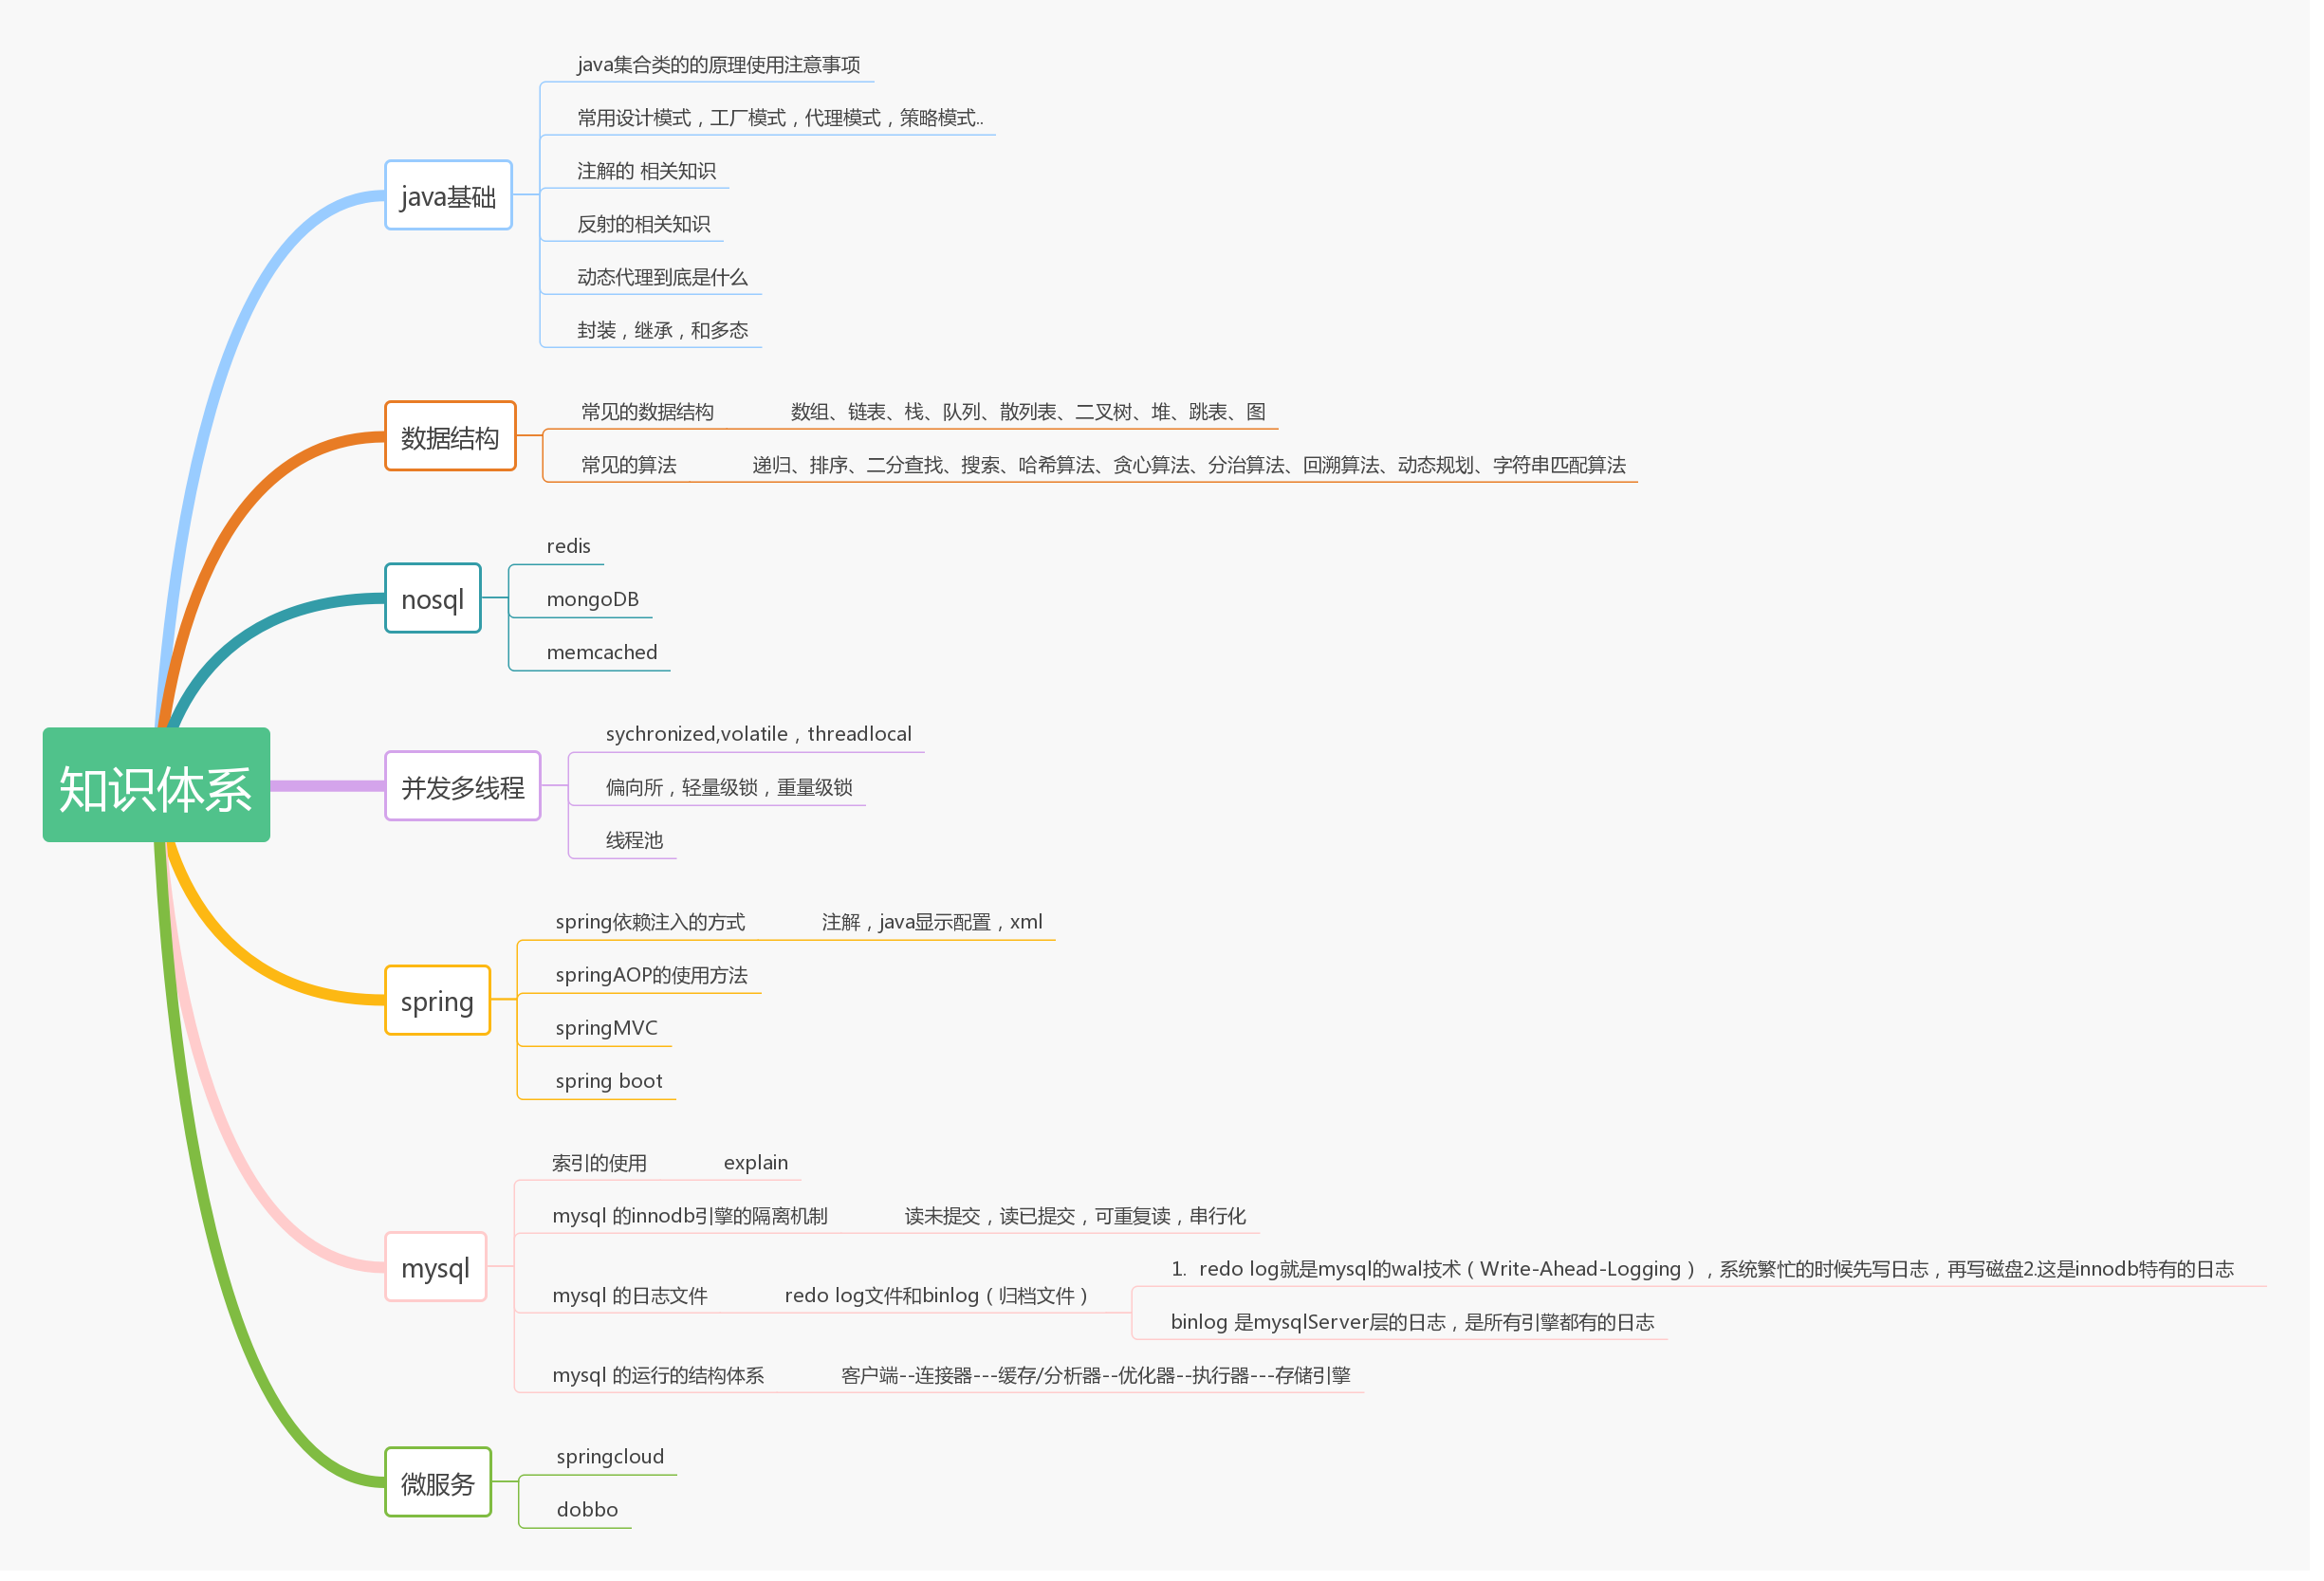 知识体系
java基础
java集合类的的原理使用注意事项
常用设计模式，工厂模式，代理模式，策略模式..
注解的 相关知识
反射的相关知识
动态代理到底是什么
封装，继承，和多态
数据结构
常见的数据结构
数组、链表、栈、队列、散列表、二叉树、堆、跳表、图
常见的算法
递归、排序、二分查找、搜索、哈希算法、贪心算法、分治算法、回溯算法、动态规划、字符串匹配算法
nosql
redis
mongoDB
memcached
并发多线程
sychronized,volatile，threadlocal
偏向所，轻量级锁，重量级锁
线程池
spring
spring依赖注入的方式
注解，java显示配置，xml
springAOP的使用方法
springMVC
spring boot
mysql
索引的使用
explain
mysql 的innodb引擎的隔离机制
读未提交，读已提交，可重复读，串行化
mysql 的日志文件
redo log文件和binlog（归档文件）
1. redo log就是mysql的wal技术（Write-Ahead-Logging），系统繁忙的时候先写日志，再写磁盘2.这是innodb特有的日志
binlog 是mysqlServer层的日志，是所有引擎都有的日志
mysql 的运行的结构体系
客户端--连接器---缓存/分析器--优化器--执行器---存储引擎
微服务
springcloud
dobbo